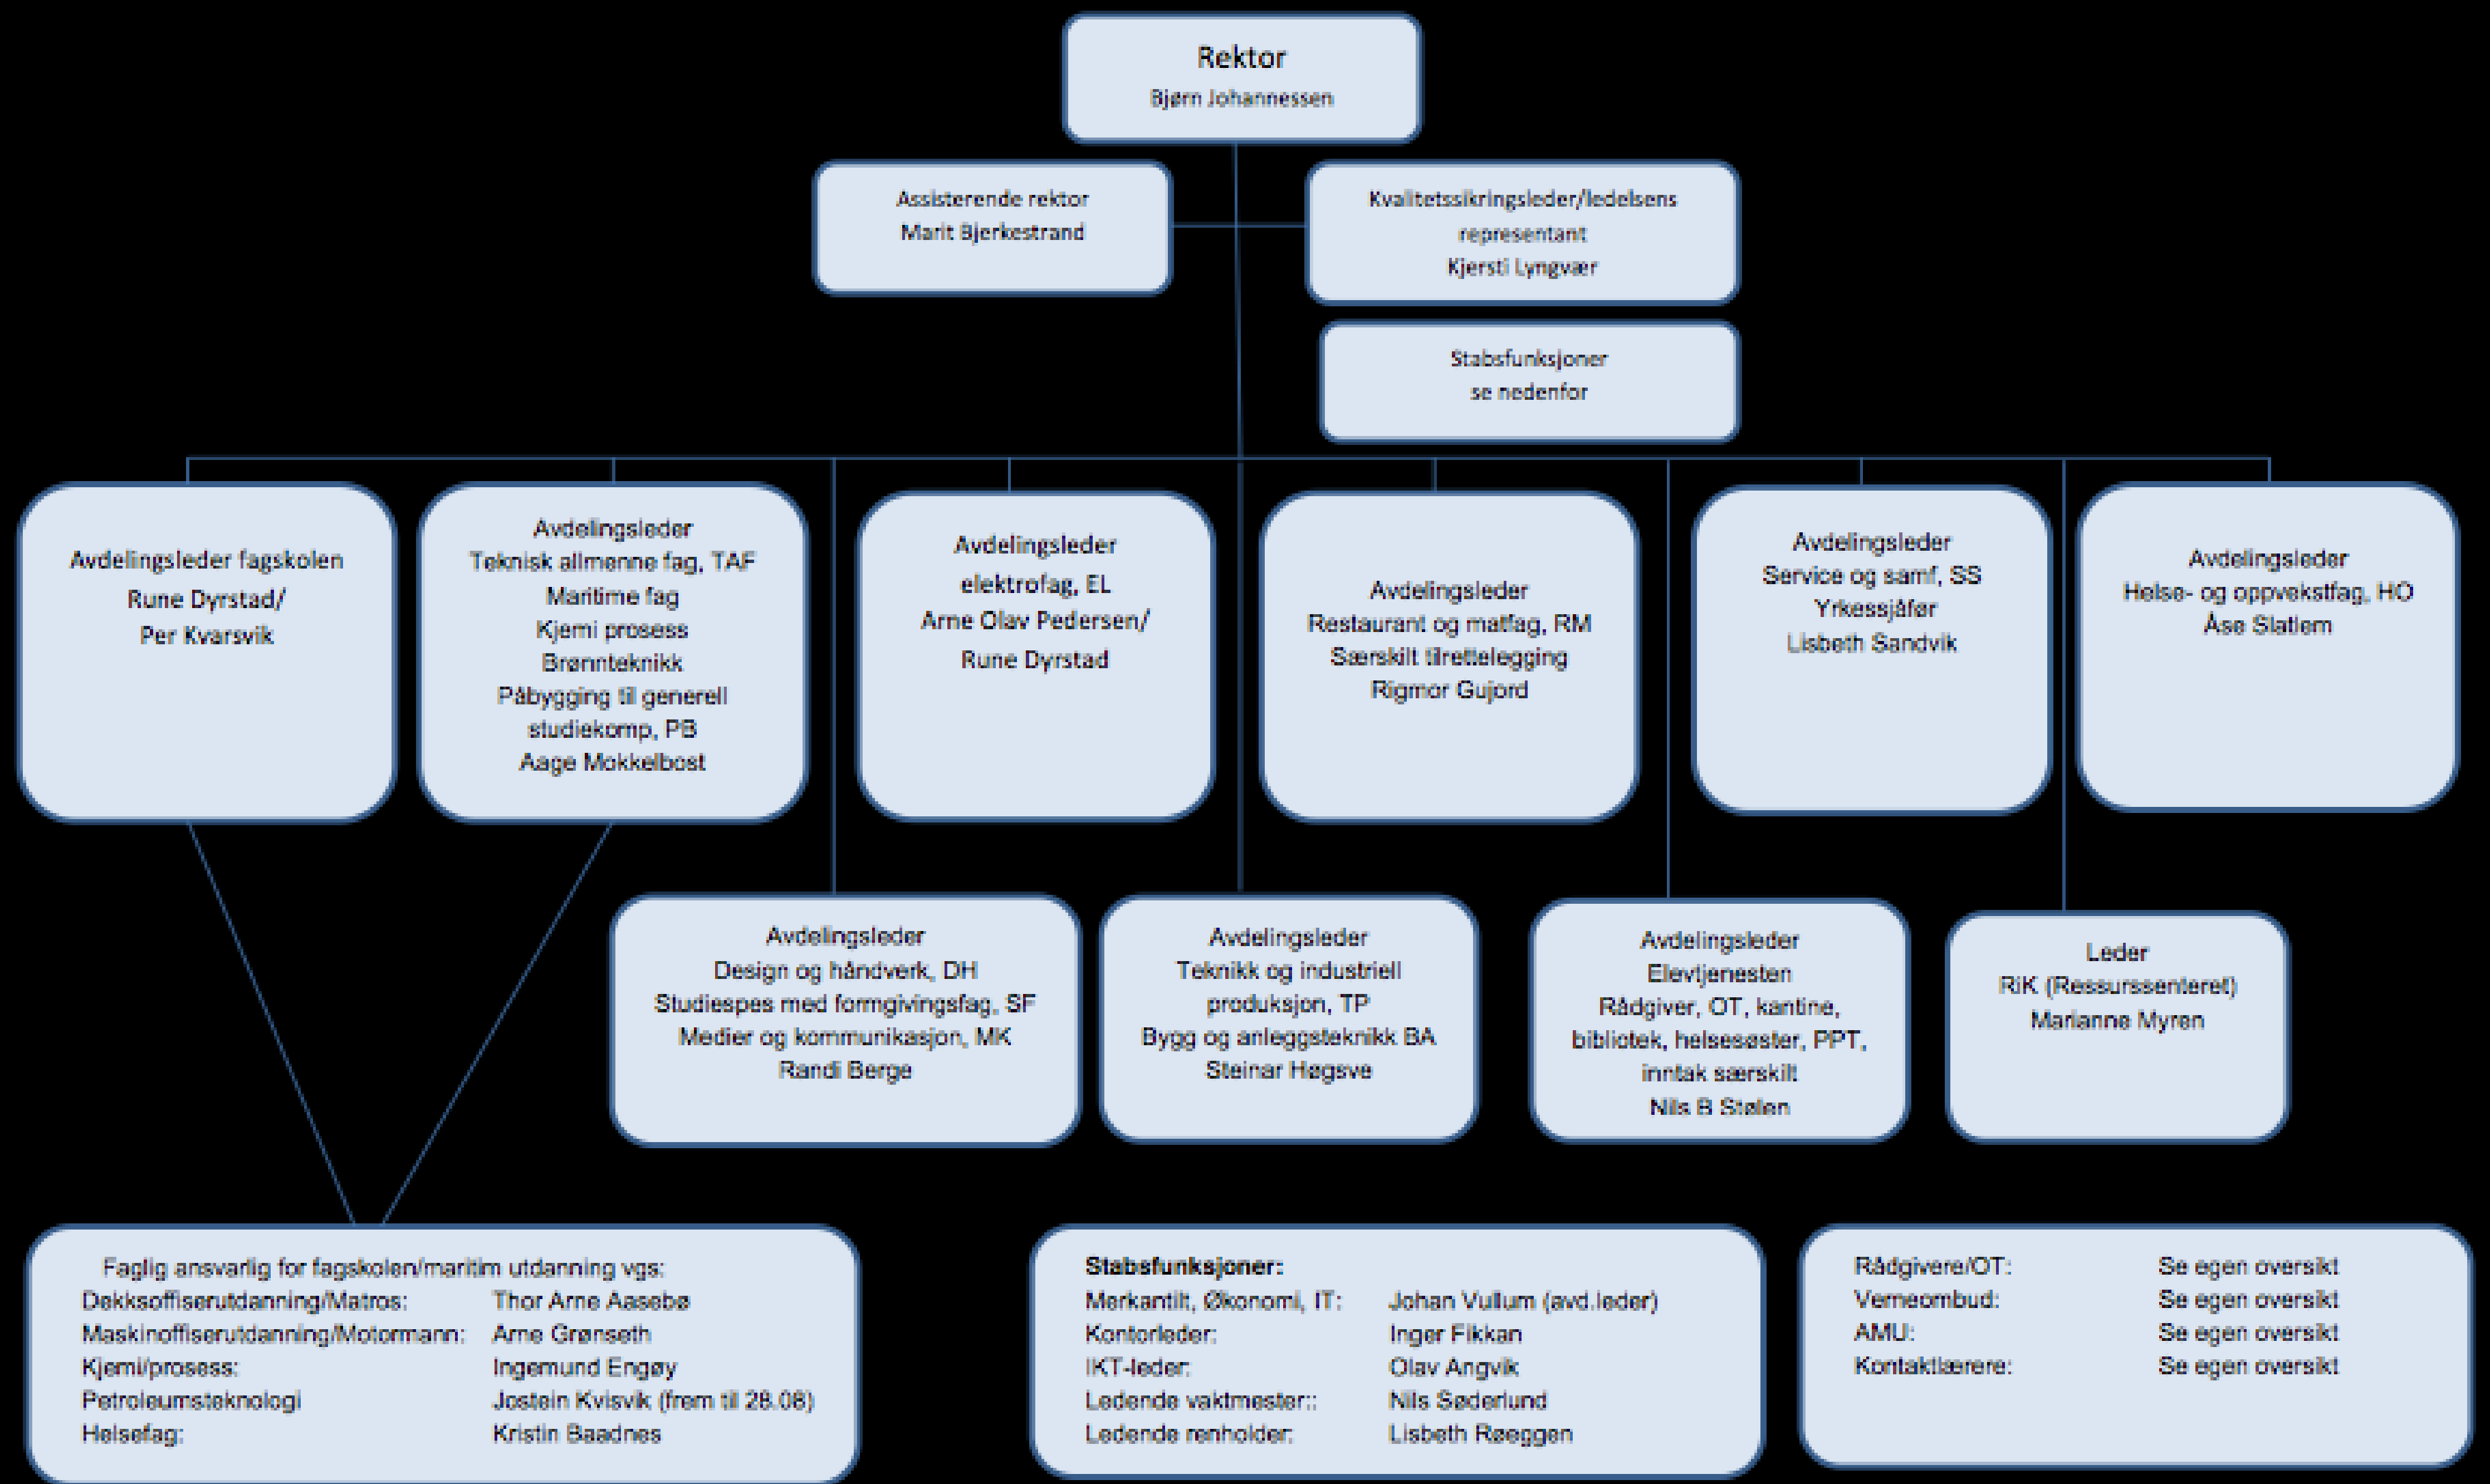 Rektor
Bjørn Johannessen
Assisterende rektor
Marit Bjerkestrand
Kvalitetssikringsleder/ledelsens
representant
Kjersti Lyngvær
Stabsfunksjoner
se nedenfor
Avdelingsleder fagskolen
Rune Dyrstad/
Per Kvarsvik
Avdelingsleder
Teknisk allmenne fag, TAF
Maritime fag
Kjemi prosess
Brønnteknikk
Påbygging til generell
studiekomp, PB
Aage Mokkelbost
Avdelingsleder
elektrofag, EL
Arne Olav Pedersen/
Rune Dyrstad
Avdelingsleder
Restaurant og matfag, RM
Særskilt tilrettelegging
Rigmor Gujord
Avdelingsleder
Service og samf, SS
Yrkessjåfør
Lisbeth Sandvik
Avdelingsleder
Helse- og oppvekstfag, HO
Åse Slatlem
Avdelingsleder
Design og håndverk, DH
Studiespes med formgivingsfag, SF
Medier og kommunikasjon, MK
Randi Berge
Avdelingsleder
Teknikk og industriell
produksjon, TP
Bygg og anleggsteknikk BA
Steinar Høgsve
Avdelingsleder
Elevtjenesten
Rådgiver, OT, kantine,
bibliotek, helsesøster, PPT,
inntak særskilt
Nils B Stølen
Leder
RiK (Ressurssenteret)
Marianne Myren
Faglig ansvarlig for fagskolen/maritim utdanning vgs:
Dekksoffiserutdanning/Matros: Thor Arne Aasebø
Maskinoffiserutdanning/Motormann: Arne Grønseth
Kjemi/prosess: Ingemund Engøy
Petroleumsteknologi Jostein Kvisvik (frem til 28.08)
Helsefag: Kristin Baadnes
Stabsfunksjoner:
Merkantilt, Økonomi, IT: Johan Vullum (avd.leder)
Kontorleder: Inger Fikkan
IKT-leder: Olav Angvik
Ledende vaktmester:: Nils Søderlund
Ledende renholder: Lisbeth Røeggen
Rådgivere/OT: Se egen oversikt
Verneombud: Se egen oversikt
AMU: Se egen oversikt
Kontaktlærere: Se egen oversikt